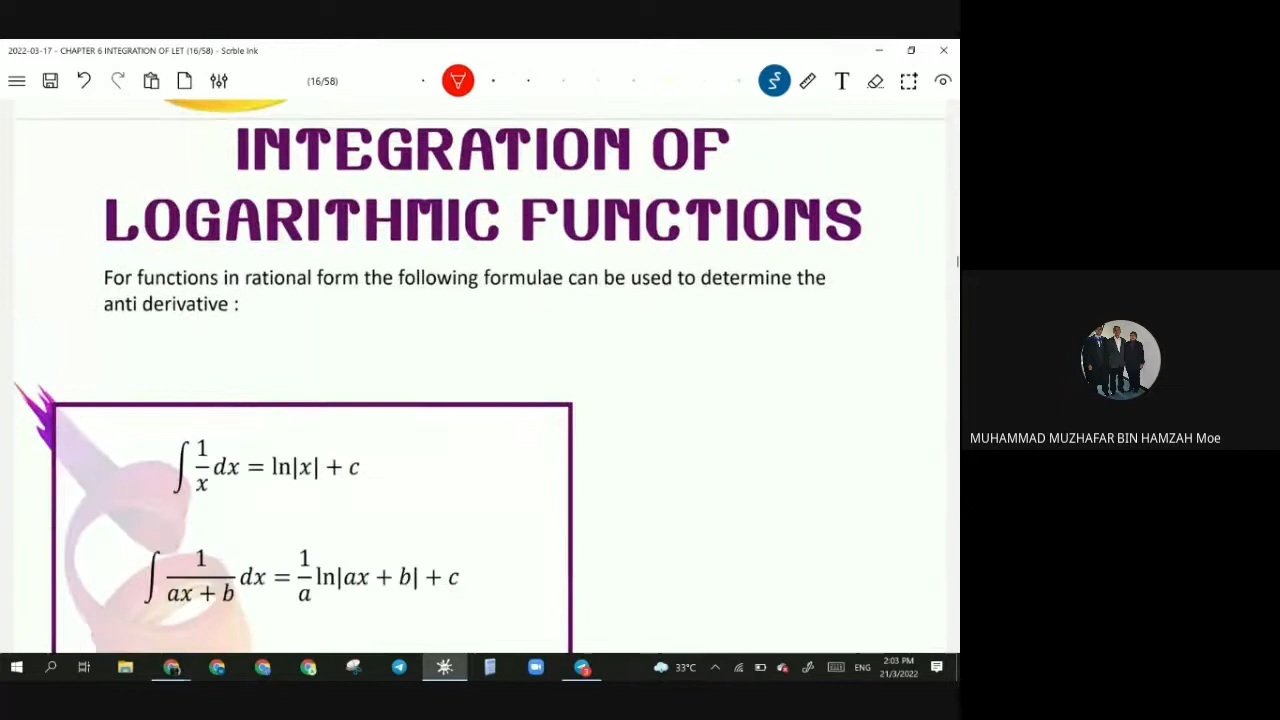 2022-03-17 - CHAPTER 6 INTEGRATION OF LET (16/58) - Scrble Ink
(16/58)
T
INTEGRATION OF
LOGARITHMIC FUNCTIONS
For functions in rational form the following formulae can be used to determine the
anti derivative :
∫ 1/x dx = ln|x| + c
∫ 1/(ax + b) dx = 1/a ln|ax + b| + c
MUHAMMAD MUZHAFAR BIN HAMZAH Moe
33°C
ENG
2:03 PM
21/3/2022